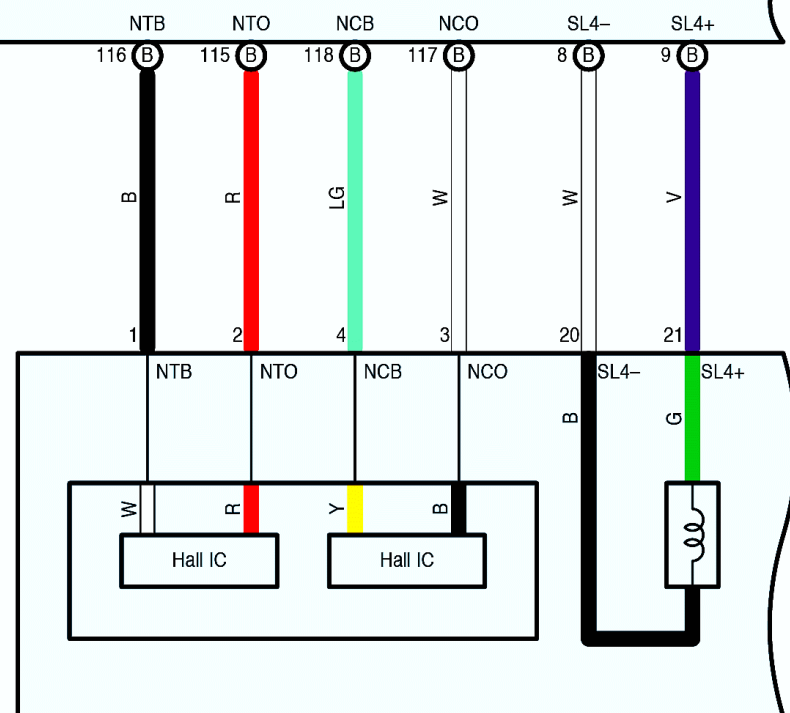 NTB NTO NCB NCO SL4– SL4+
116 B 115 B 118 B 117 B 8 B 9 B
B R LG W W V
1 2 4 3 20 21
NTB NTO NCB NCO SL4– SL4+
B G
W R Y B
Hall IC Hall IC